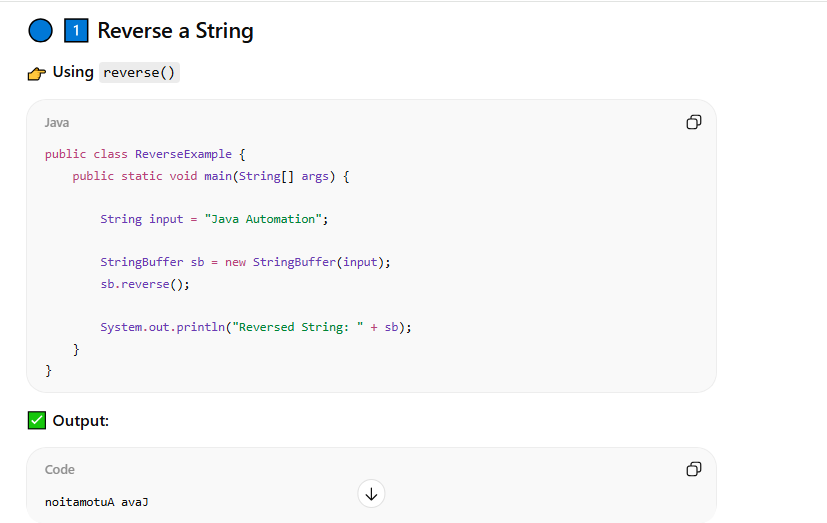 1 Reverse a String
👉 Using reverse()
Java
public class ReverseExample {
    public static void main(String[] args) {
        String input = "Java Automation";
        StringBuffer sb = new StringBuffer(input);
        sb.reverse();
        System.out.println("Reversed String: " + sb);
    }
}
✅ Output:
Code
noitamotuA avaJ